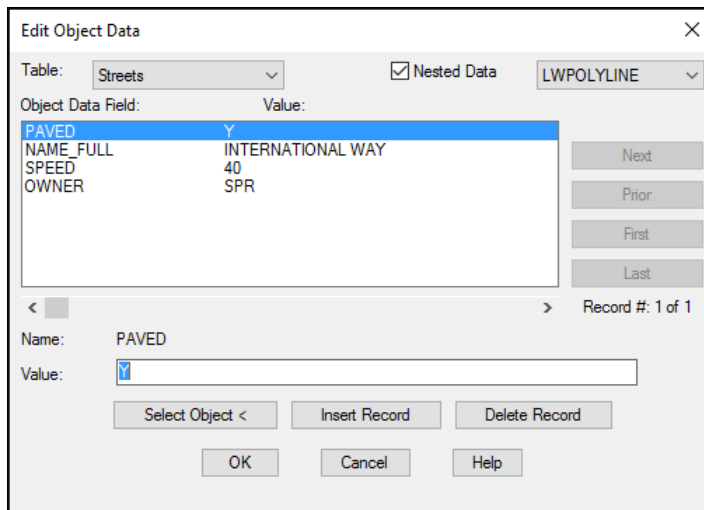 Edit Object Data
Table: Streets Nested Data LWPOLYLINE
Object Data Field: Value:
PAVED Y
NAME_FULL INTERNATIONAL WAY
SPEED 40
OWNER SPR
Next
Prior
First
Last
Record #: 1 of 1
Name: PAVED
Value: Y
Select Object < Insert Record Delete Record
OK Cancel Help